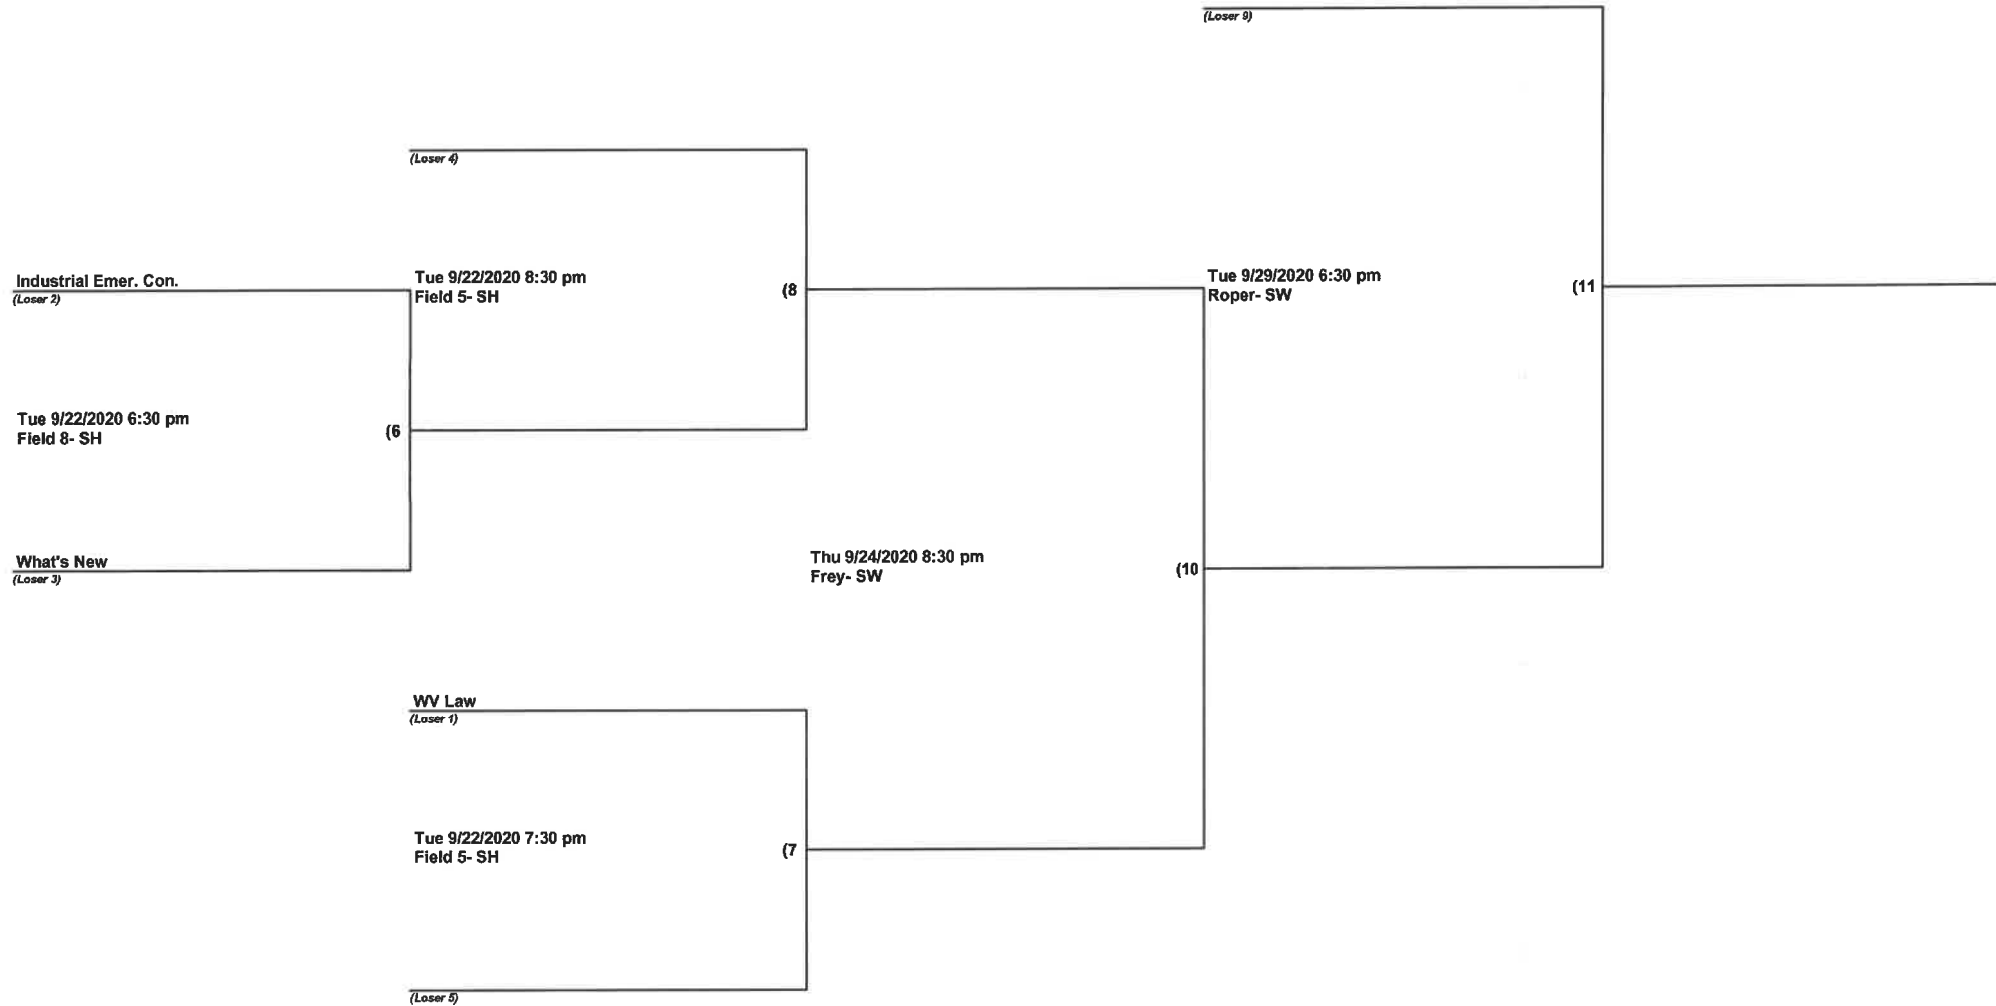 (Loser 9)
(Loser 4)
Industrial Emer. Con.
(Loser 2)
Tue 9/22/2020 8:30 pm
Field 5- SH
(8
Tue 9/29/2020 6:30 pm
Roper- SW
(11
Tue 9/22/2020 6:30 pm
Field 8- SH
(6
What's New
(Loser 3)
Thu 9/24/2020 8:30 pm
Frey- SW
(10
WV Law
(Loser 1)
Tue 9/22/2020 7:30 pm
Field 5- SH
(7
(Loser 5)